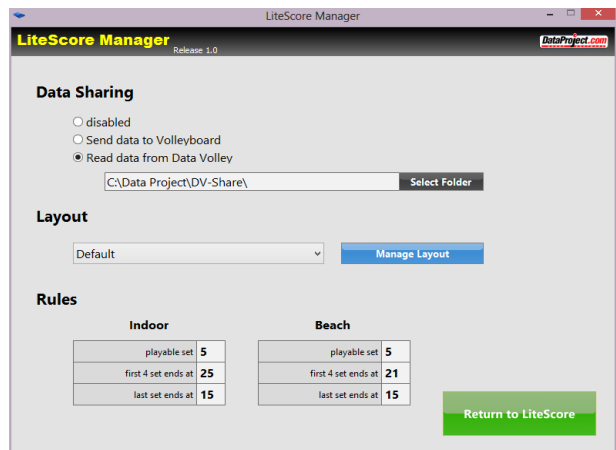 LiteScore Manager
LiteScore Manager Release 1.0 DataProject.com
Data Sharing
disabled
Send data to Volleyboard
Read data from Data Volley
C:\Data Project\DV-Share\ Select Folder
Layout
Default Manage Layout
Rules
Indoor Beach
playable set 5 playable set 5
first 4 set ends at 25 first 4 set ends at 21
last set ends at 15 last set ends at 15
Return to LiteScore